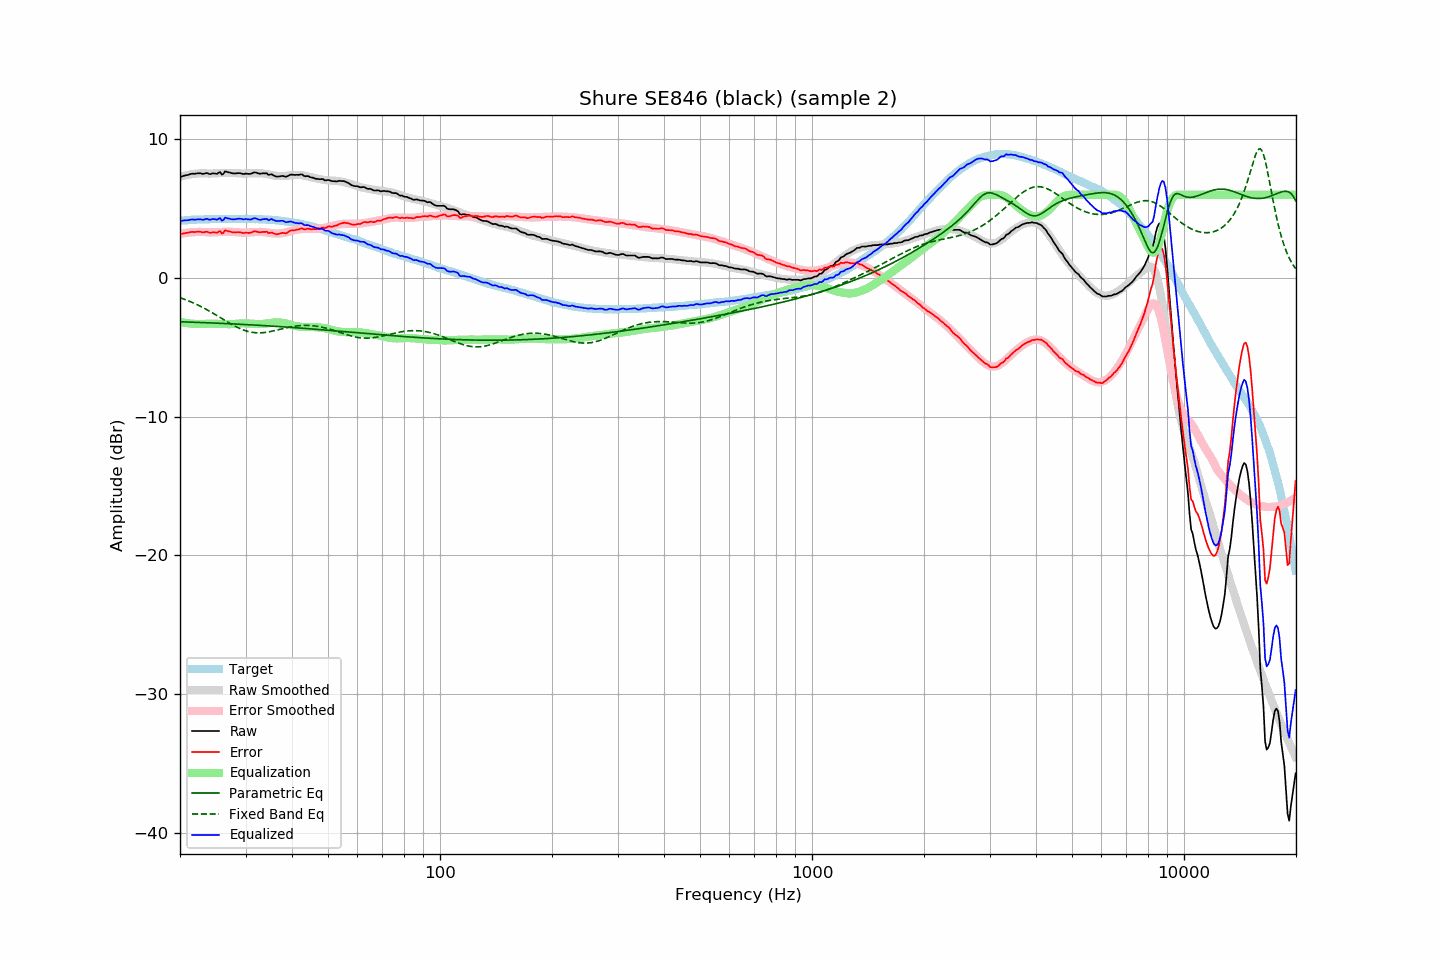 Shure SE846 (black) (sample 2)
10
0
−10
−20
−30
−40
Amplitude (dBr)
Target
Raw Smoothed
Error Smoothed
Raw
Error
Equalization
Parametric Eq
Fixed Band Eq
Equalized
100
1000
10000
Frequency (Hz)